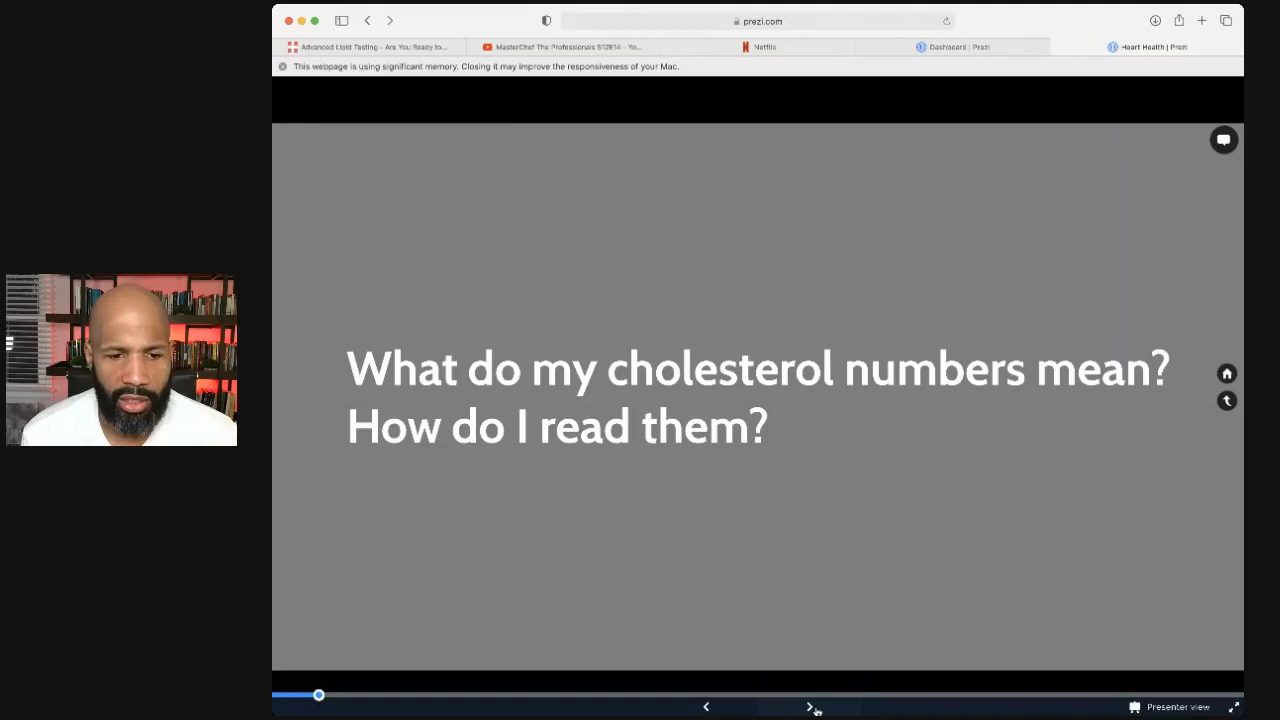 prezi.com
Advanced Lipid Testing - Are You Ready to...
MasterChef The Professionals S12E14 - Yo...
Netflix
Dashboard | Prezi
Heart Health | Prezi
This webpage is using significant memory. Closing it may improve the responsiveness of your Mac.
What do my cholesterol numbers mean?
How do I read them?
Presenter view